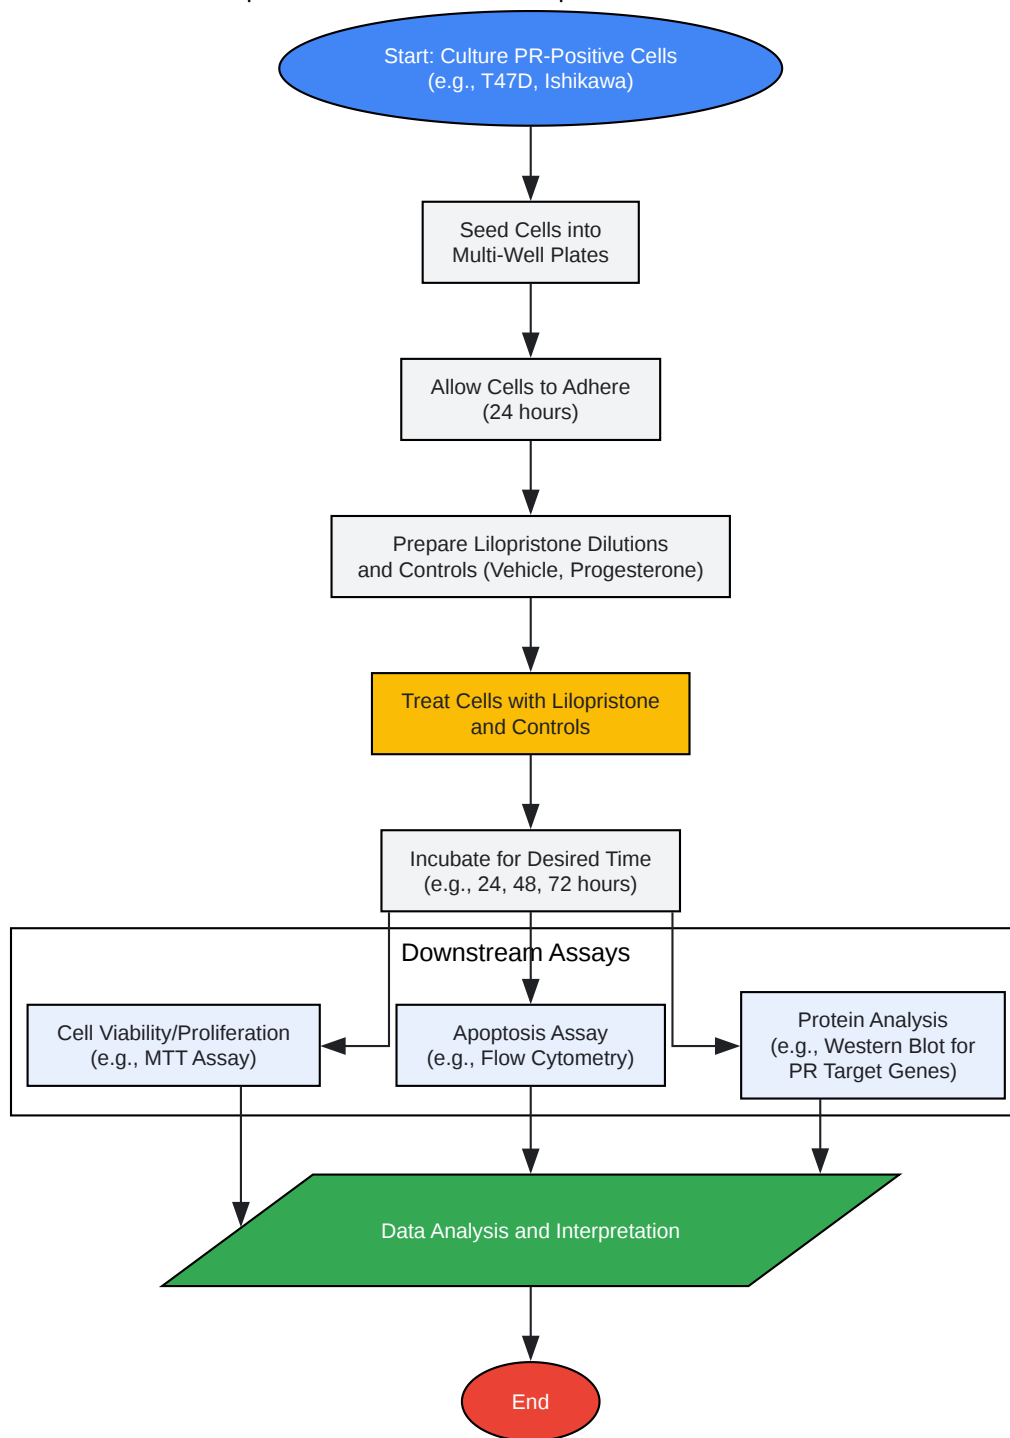 Start: Culture PR-Positive Cells
(e.g., T47D, Ishikawa)
Seed Cells into
Multi-Well Plates
Allow Cells to Adhere
(24 hours)
Prepare Lilopristone Dilutions
and Controls (Vehicle, Progesterone)
Treat Cells with Lilopristone
and Controls
Incubate for Desired Time
(e.g., 24, 48, 72 hours)
Downstream Assays
Cell Viability/Proliferation
(e.g., MTT Assay)
Apoptosis Assay
(e.g., Flow Cytometry)
Protein Analysis
(e.g., Western Blot for
PR Target Genes)
Data Analysis and Interpretation
End